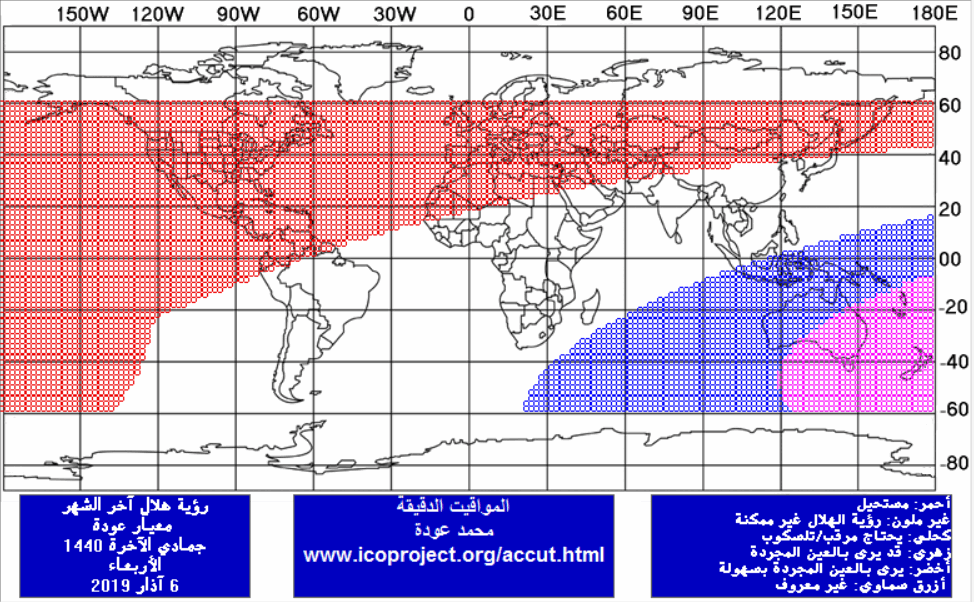 150W 120W 90W 60W 30W 0 30E 60E 90E 120E 150E 180E
80
60
40
20
00
-20
-40
-60
-80
رؤية هلال آخر الشهر
معيار عودة
جمادي الآخرة 1440
الأربعاء
6 آذار 2019
المواقيت الدقيقة
محمد عودة
www.icoproject.org/accut.html
أحمر: مستحيل
غير ملون: رؤية الهلال غير ممكنة
كحلي: يحتاج مرقب/تلسكوب
زهري: قد يرى بالعين المجردة
أخضر: يرى بالعين المجردة بصهولة
أزرق صماوي: غير معروف